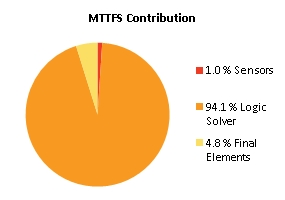 MTTFS Contribution
1.0 % Sensors
94.1 % Logic
Solver
4.8 % Final
Elements